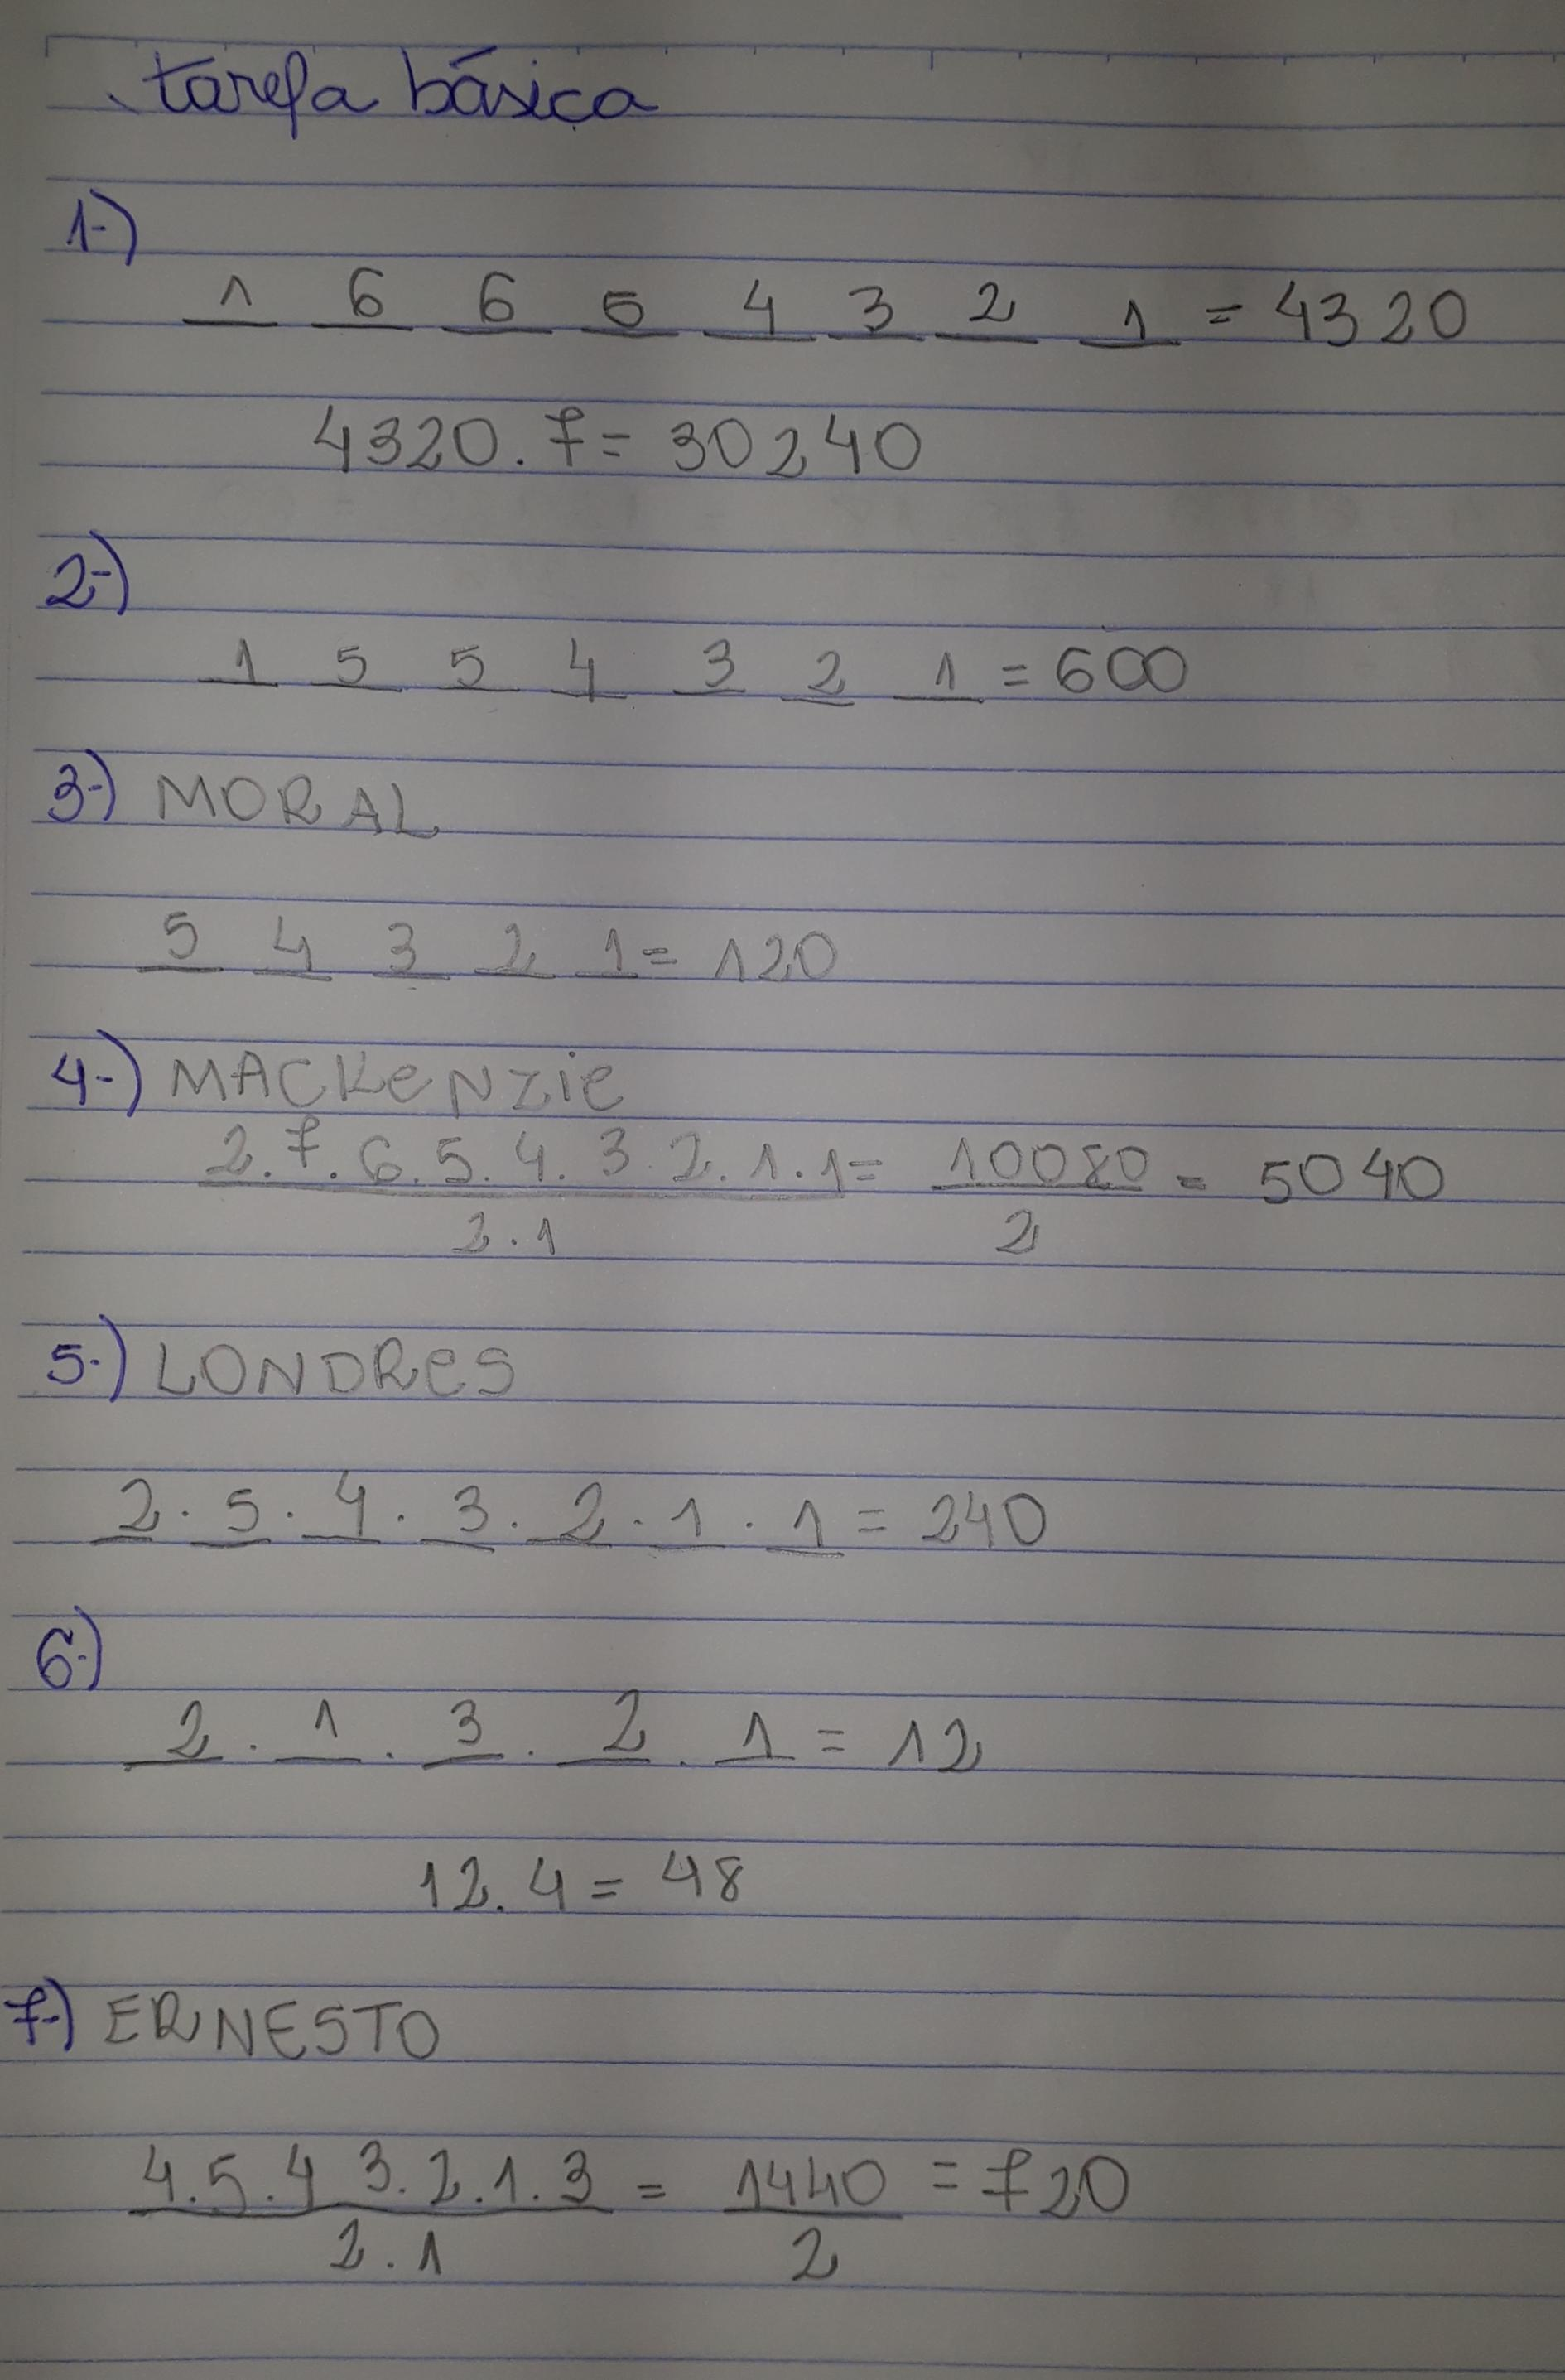 tarefa básica
1-)
1 6 6 5 4 3 2 1 = 4320
4320.7= 30240
2-)
1 5 5 4 3 2 1 = 600
3-) MORAL
5 4 3 2 1= 120
4-) MACKeNZie
2.7.6.5.4.3.2.1.1= 10080 = 5040
2.1 2
5-) LONDReS
2.5.4.3.2.1.1 = 240
6-)
2.1.3.2.1 = 12
12.4 = 48
7-) ERNESTO
4.5.4 3.2.1.3 = 1440 = 720
2.1 2